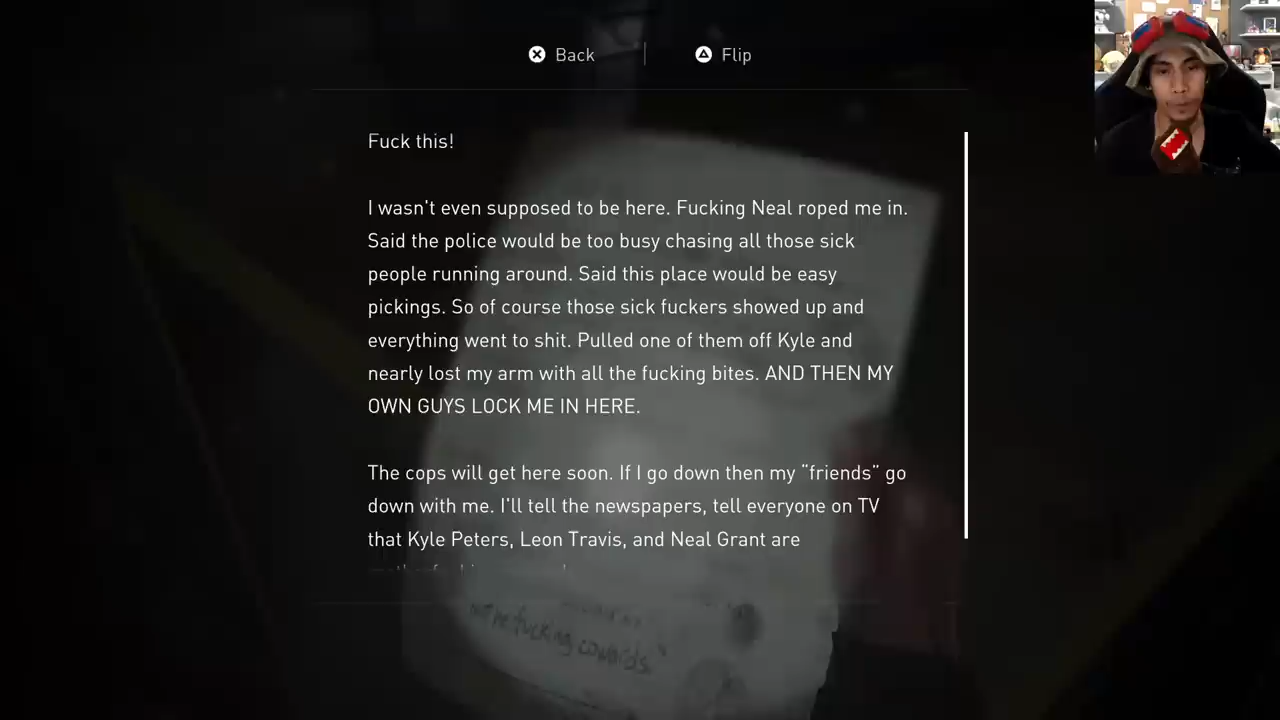 Back
Flip
Fuck this!
I wasn't even supposed to be here. Fucking Neal roped me in.
Said the police would be too busy chasing all those sick
people running around. Said this place would be easy
pickings. So of course those sick fuckers showed up and
everything went to shit. Pulled one of them off Kyle and
nearly lost my arm with all the fucking bites. AND THEN MY
OWN GUYS LOCK ME IN HERE.
The cops will get here soon. If I go down then my "friends" go
down with me. I'll tell the newspapers, tell everyone on TV
that Kyle Peters, Leon Travis, and Neal Grant are
cowards.